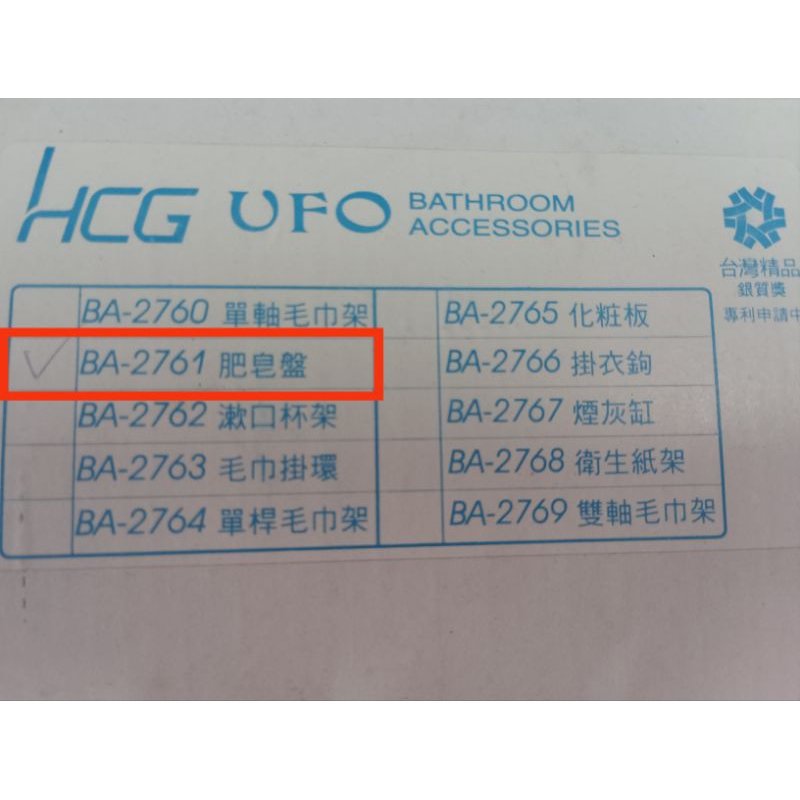 HCG UFO BATHROOM ACCESSORIES
台灣精品
銀質獎
專利申請中
BA-2760 單軸毛巾架
BA-2761 肥皂盤
BA-2762 漱口杯架
BA-2763 毛巾掛環
BA-2764 單桿毛巾架
BA-2765 化粧板
BA-2766 掛衣鉤
BA-2767 煙灰缸
BA-2768 衛生紙架
BA-2769 雙軸毛巾架